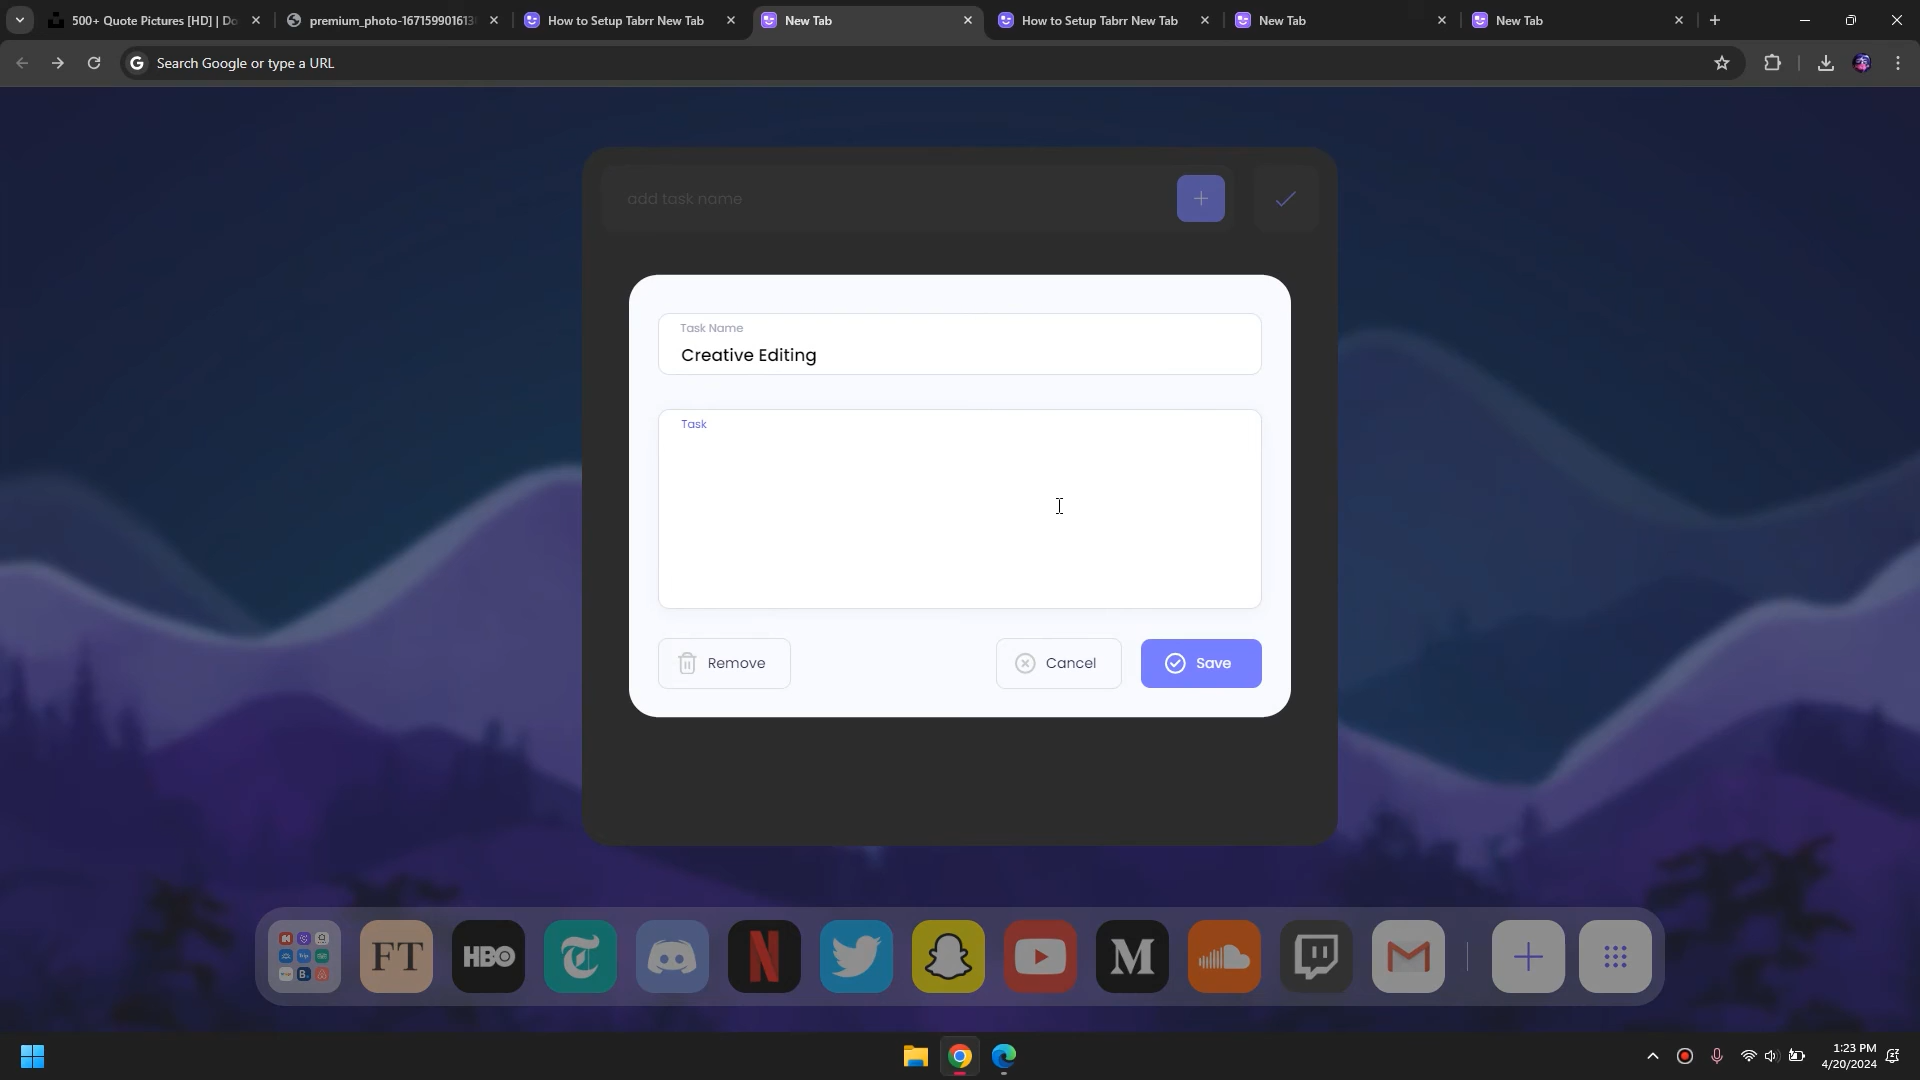 500+ Quote Pictures [HD] | Do
premium_photo-1671599016130
How to Setup Tabrr New Tab
New Tab
How to Setup Tabrr New Tab
New Tab
New Tab
Search Google or type a URL
add task name
Task Name
Creative Editing
Task
Remove
Cancel
Save
FT
HBO
1:23 PM
4/20/2024